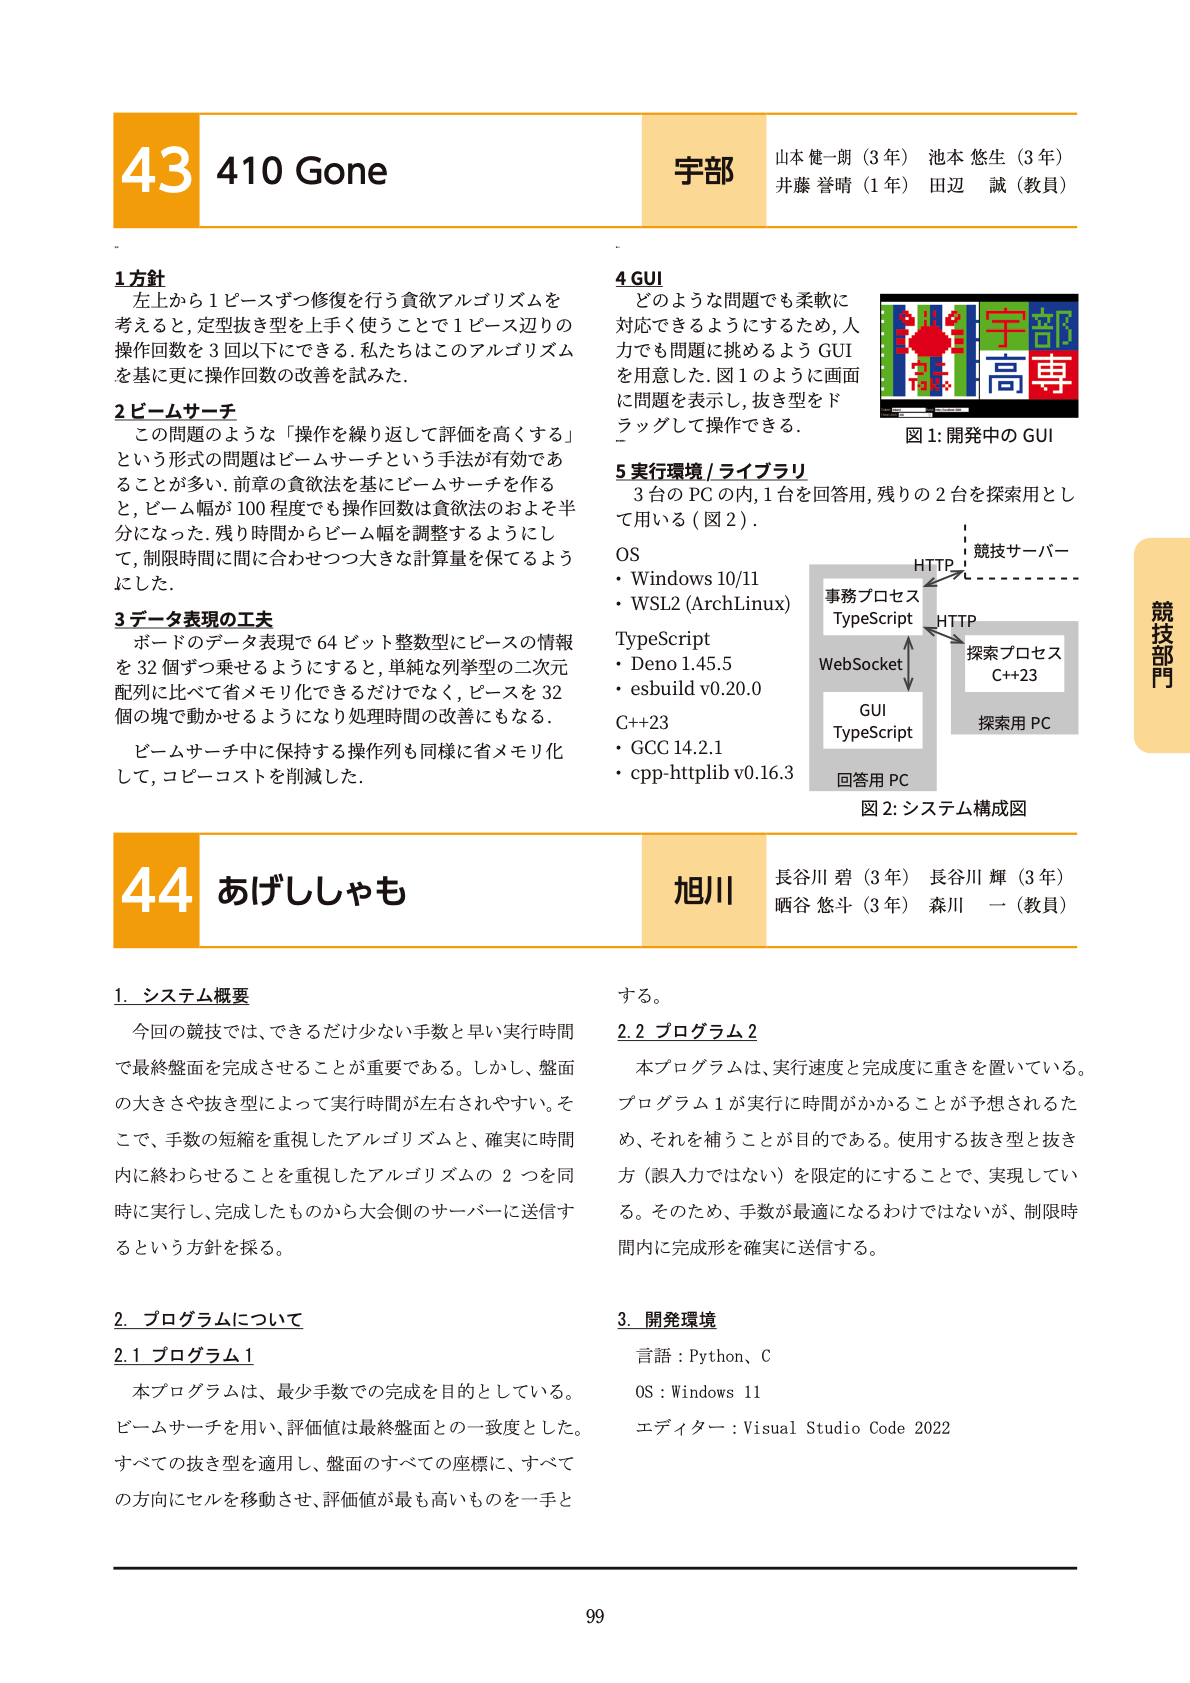 43
410 Gone
宇部
山本 健一朗（3 年）　池本 悠生（3 年）
井藤 誉晴（1 年）　田辺　誠（教員）
1 方針
左上から 1 ピースずつ修復を行う貪欲アルゴリズムを
考えると, 定型抜き型を上手く使うことで 1 ピース辺りの
操作回数を 3 回以下にできる. 私たちはこのアルゴリズム
を基に更に操作回数の改善を試みた.
2 ビームサーチ
この問題のような「操作を繰り返して評価を高くする」
という形式の問題はビームサーチという手法が有効であ
ることが多い. 前章の貪欲法を基にビームサーチを作る
と, ビーム幅が 100 程度でも操作回数は貪欲法のおよそ半
分になった. 残り時間からビーム幅を調整するようにし
て, 制限時間に間に合わせつつ大きな計算量を保てるよう
にした.
3 データ表現の工夫
ボードのデータ表現で 64 ビット整数型にピースの情報
を 32 個ずつ乗せるようにすると, 単純な列挙型の二次元
配列に比べて省メモリ化できるだけでなく, ピースを 32
個の塊で動かせるようになり処理時間の改善にもなる.
ビームサーチ中に保持する操作列も同様に省メモリ化
して, コピーコストを削減した.
4 GUI
どのような問題でも柔軟に
対応できるようにするため, 人
力でも問題に挑めるよう GUI
を用意した. 図 1 のように画面
に問題を表示し, 抜き型をド
ラッグして操作できる.
宇部
高専
図 1: 開発中の GUI
5 実行環境 / ライブラリ
3 台の PC の内, 1 台を回答用, 残りの 2 台を探索用とし
て用いる ( 図 2 ) .
OS
• Windows 10/11
• WSL2 (ArchLinux)
TypeScript
• Deno 1.45.5
• esbuild v0.20.0
C++23
• GCC 14.2.1
• cpp-httplib v0.16.3
競技サーバー
HTTP
事務プロセス
TypeScript
HTTP
WebSocket
探索プロセス
C++23
GUI
TypeScript
探索用 PC
回答用 PC
図 2: システム構成図
競技部門
44
あげししゃも
旭川
長谷川 碧（3 年）　長谷川 輝（3 年）
晒谷 悠斗（3 年）　森川　一（教員）
1. システム概要
今回の競技では、できるだけ少ない手数と早い実行時間
で最終盤面を完成させることが重要である。しかし、盤面
の大きさや抜き型によって実行時間が左右されやすい。そ
こで、手数の短縮を重視したアルゴリズムと、確実に時間
内に終わらせることを重視したアルゴリズムの 2 つを同
時に実行し、完成したものから大会側のサーバーに送信す
るという方針を採る。
2. プログラムについて
2.1 プログラム 1
本プログラムは、最少手数での完成を目的としている。
ビームサーチを用い、評価値は最終盤面との一致度とした。
すべての抜き型を適用し、盤面のすべての座標に、すべて
の方向にセルを移動させ、評価値が最も高いものを一手と
する。
2.2 プログラム 2
本プログラムは、実行速度と完成度に重きを置いている。
プログラム 1 が実行に時間がかかることが予想されるた
め、それを補うことが目的である。使用する抜き型と抜き
方（誤入力ではない）を限定的にすることで、実現してい
る。そのため、手数が最適になるわけではないが、制限時
間内に完成形を確実に送信する。
3. 開発環境
言語：Python、C
OS：Windows 11
エディター：Visual Studio Code 2022
99